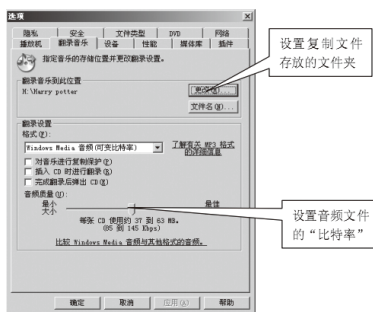 选项
隐私 安全 文件类型 DVD 网络
播放机 翻录音乐 设备 性能 媒体库 插件
指定音乐的存储位置并更改翻录设置。
翻录音乐到此位置
H:\Harry potter
更改(H)...
文件名(N)...
翻录设置
格式(F):
Windows Media 音频(可变比特率)
了解有关 MP3 格式的详细信息
对音乐进行复制保护(C)
插入 CD 时进行翻录(R)
完成翻录后弹出 CD(E)
音频质量(U):
最小 最佳
大小
每张 CD 使用约 37 到 63 MB。
(85 到 145 Kbps)
比较 Windows Media 音频与其他格式的音频。
确定 取消 应用(A) 帮助
设置复制文件
存放的文件夹
设置音频文件
的“比特率”